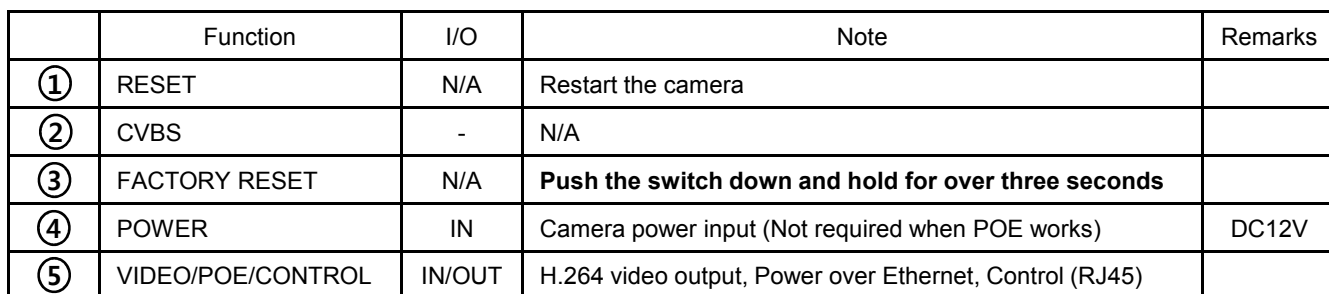 Function I/O Note Remarks
① RESET N/A Restart the camera
② CVBS - N/A
③ FACTORY RESET N/A Push the switch down and hold for over three seconds
④ POWER IN Camera power input (Not required when POE works) DC12V
⑤ VIDEO/POE/CONTROL IN/OUT H.264 video output, Power over Ethernet, Control (RJ45)